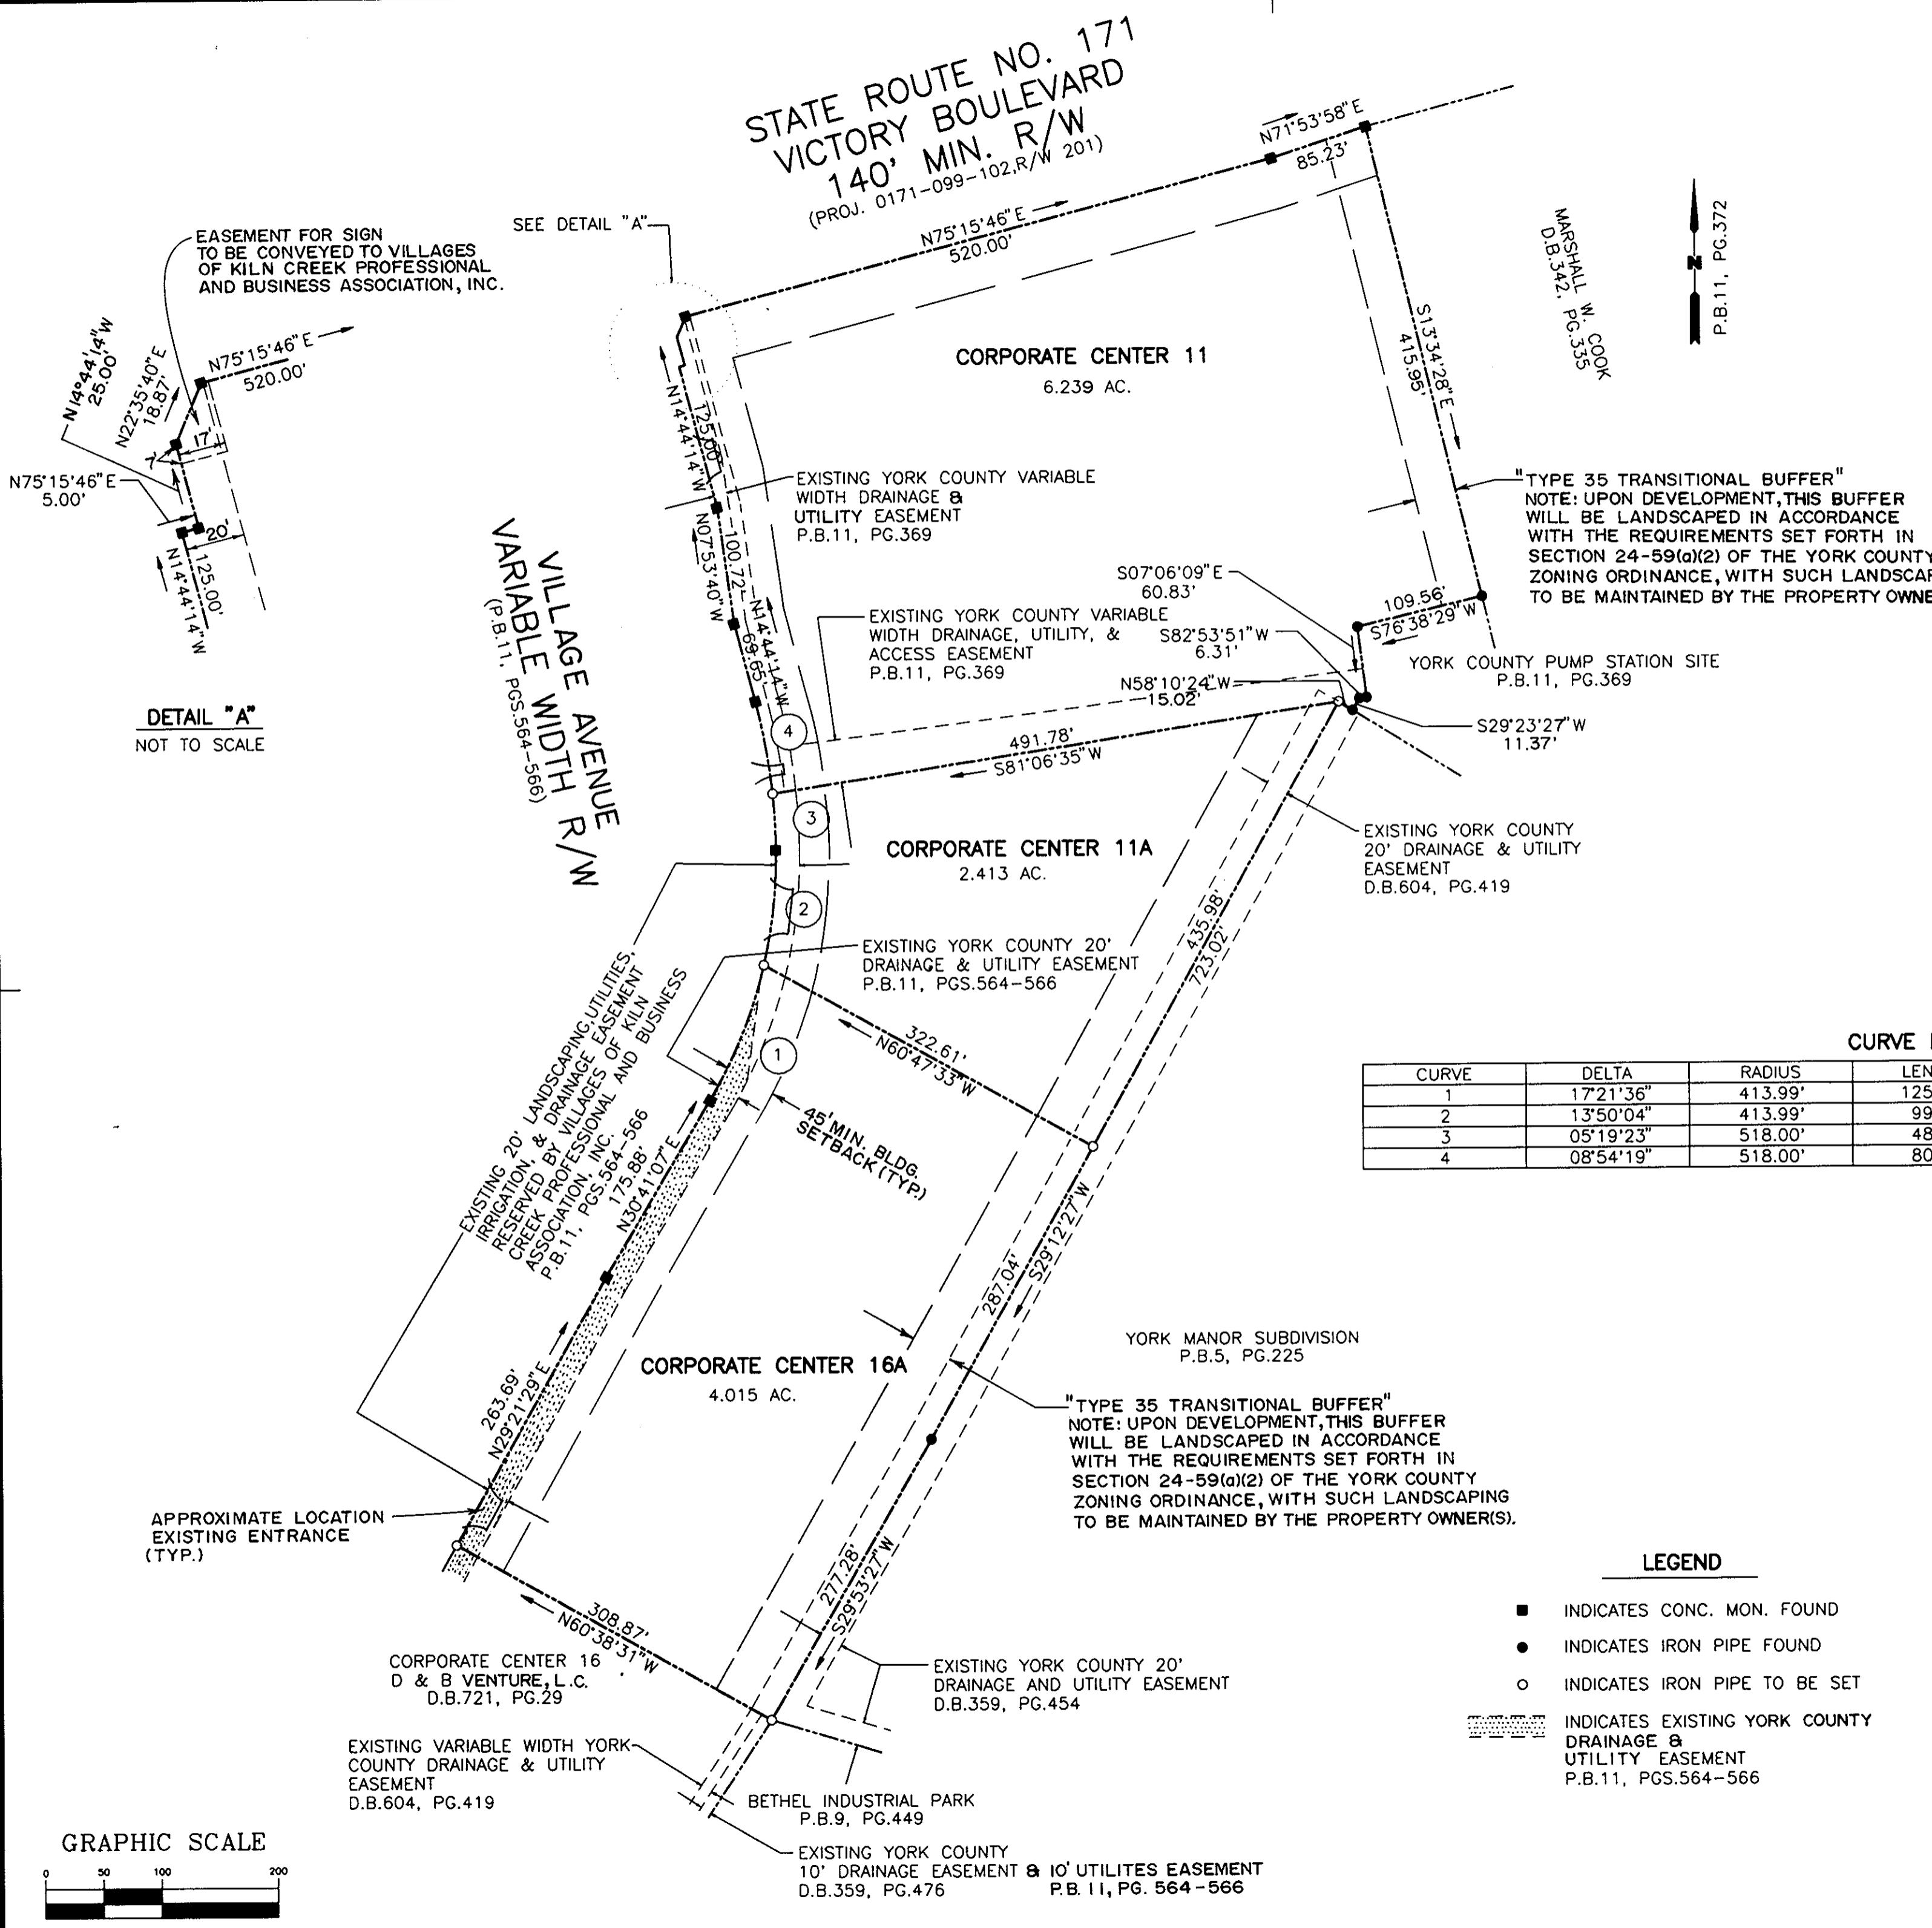 STATE ROUTE NO. 171
VICTORY BOULEVARD
140' MIN. R/W
(PROJ. 0171-099-102,R/W 201)
N71°53'58"E
85.23'
N75°15'46"E
520.00'
SEE DETAIL "A"
EASEMENT FOR SIGN
TO BE CONVEYED TO VILLAGES
OF KILN CREEK PROFESSIONAL
AND BUSINESS ASSOCIATION, INC.
N14°44'14"W
25.00'
N22°35'40"E
18.87'
N75°15'46"E
520.00'
17'
7'
N75°15'46"E
5.00'
20'
125.00'
N14°44'14"W
DETAIL "A"
NOT TO SCALE
P.B.11, PG.372
N
MARSHALL W. COOK
D.B.342, PG.335
S13°34'28"E
415.95'
CORPORATE CENTER 11
6.239 AC.
125.00'
N14°44'14"W
EXISTING YORK COUNTY VARIABLE
WIDTH DRAINAGE &
UTILITY EASEMENT
P.B.11, PG.369
100.72'
N07°53'40"W
"TYPE 35 TRANSITIONAL BUFFER"
NOTE: UPON DEVELOPMENT, THIS BUFFER
WILL BE LANDSCAPED IN ACCORDANCE
WITH THE REQUIREMENTS SET FORTH IN
SECTION 24-59(a)(2) OF THE YORK COUNTY
ZONING ORDINANCE, WITH SUCH LANDSCAP
TO BE MAINTAINED BY THE PROPERTY OWNE
VILLAGE AVENUE
VARIABLE WIDTH R/W
(P.B.11, PGS.564-566)
S07°06'09"E
60.83'
109.56'
S76°38'29"W
EXISTING YORK COUNTY VARIABLE
WIDTH DRAINAGE, UTILITY, &
ACCESS EASEMENT
P.B.11, PG.369
S82°53'51"W
6.31'
N58°10'24"W
15.02'
YORK COUNTY PUMP STATION SITE
P.B.11, PG.369
69.65'
N14°44'14"W
S29°23'27"W
11.37'
4
491.78'
S81°06'35"W
3
CORPORATE CENTER 11A
2.413 AC.
EXISTING YORK COUNTY
20' DRAINAGE & UTILITY
EASEMENT
D.B.604, PG.419
2
435.98'
723.02'
EXISTING YORK COUNTY 20'
DRAINAGE & UTILITY EASEMENT
P.B.11, PGS.564-566
EXISTING 20' LANDSCAPING, UTILITIES,
IRRIGATION, & DRAINAGE EASEMENT
RESERVED BY VILLAGES OF KILN
CREEK PROFESSIONAL AND BUSINESS
ASSOCIATION, INC.
P.B.11, PGS.564-566
322.61'
N60°47'33"W
1
CURVE
CURVE DELTA RADIUS LEN
1 17°21'36" 413.99' 125
2 13°50'04" 413.99' 99
3 05°19'23" 518.00' 48
4 08°54'19" 518.00' 80
175.88'
N30°41'07"E
45' MIN. BLDG.
SETBACK (TYP.)
287.04'
S29°12'27"W
CORPORATE CENTER 16A
4.015 AC.
YORK MANOR SUBDIVISION
P.B.5, PG.225
263.69'
N29°21'29"E
"TYPE 35 TRANSITIONAL BUFFER"
NOTE: UPON DEVELOPMENT, THIS BUFFER
WILL BE LANDSCAPED IN ACCORDANCE
WITH THE REQUIREMENTS SET FORTH IN
SECTION 24-59(a)(2) OF THE YORK COUNTY
ZONING ORDINANCE, WITH SUCH LANDSCAPING
TO BE MAINTAINED BY THE PROPERTY OWNER(S).
APPROXIMATE LOCATION
EXISTING ENTRANCE
(TYP.)
277.28'
S29°53'27"W
308.87'
N60°38'31"W
CORPORATE CENTER 16
D & B VENTURE, L.C.
D.B.721, PG.29
EXISTING YORK COUNTY 20'
DRAINAGE AND UTILITY EASEMENT
D.B.359, PG.454
EXISTING VARIABLE WIDTH YORK
COUNTY DRAINAGE & UTILITY
EASEMENT
D.B.604, PG.419
BETHEL INDUSTRIAL PARK
P.B.9, PG.449
EXISTING YORK COUNTY
10' DRAINAGE EASEMENT & 10' UTILITES EASEMENT
D.B.359, PG.476 P.B. 11, PG. 564-566
LEGEND
INDICATES CONC. MON. FOUND
INDICATES IRON PIPE FOUND
INDICATES IRON PIPE TO BE SET
INDICATES EXISTING YORK COUNTY
DRAINAGE &
UTILITY EASEMENT
P.B.11, PGS.564-566
GRAPHIC SCALE
0 50 100 200